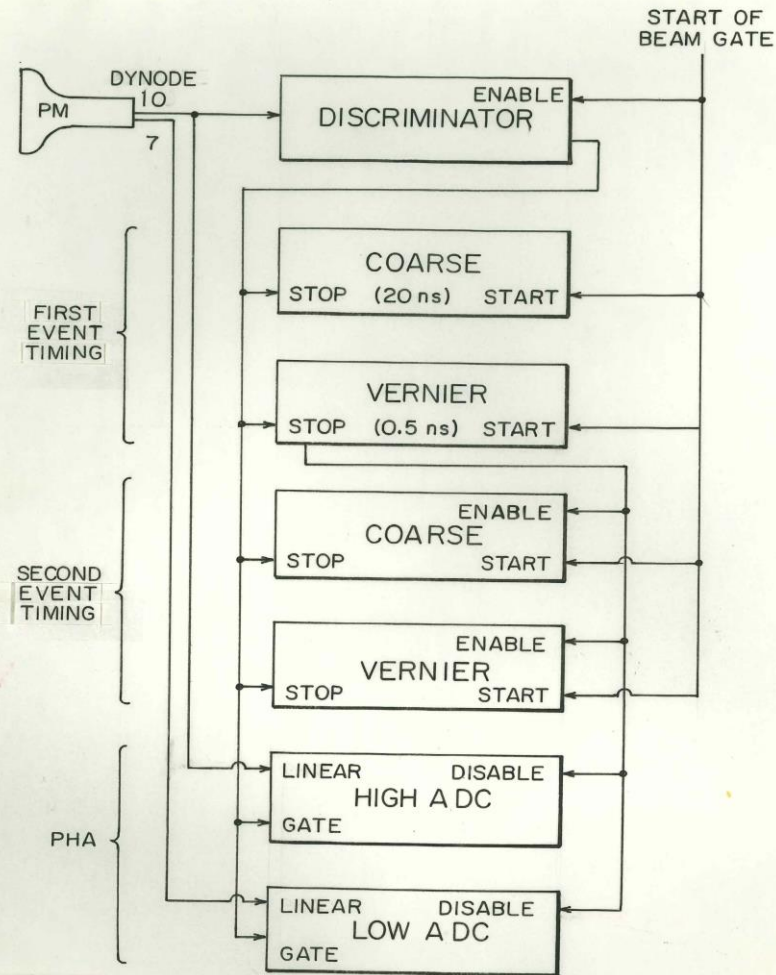 START OF
BEAM GATE
DYNODE
10
PM
7
ENABLE
DISCRIMINATOR
COARSE
STOP (20 ns) START
FIRST
EVENT
TIMING
VERNIER
STOP (0.5 ns) START
ENABLE
COARSE
STOP START
SECOND
EVENT
TIMING
ENABLE
VERNIER
STOP START
LINEAR DISABLE
HIGH ADC
GATE
PHA
LINEAR DISABLE
LOW ADC
GATE